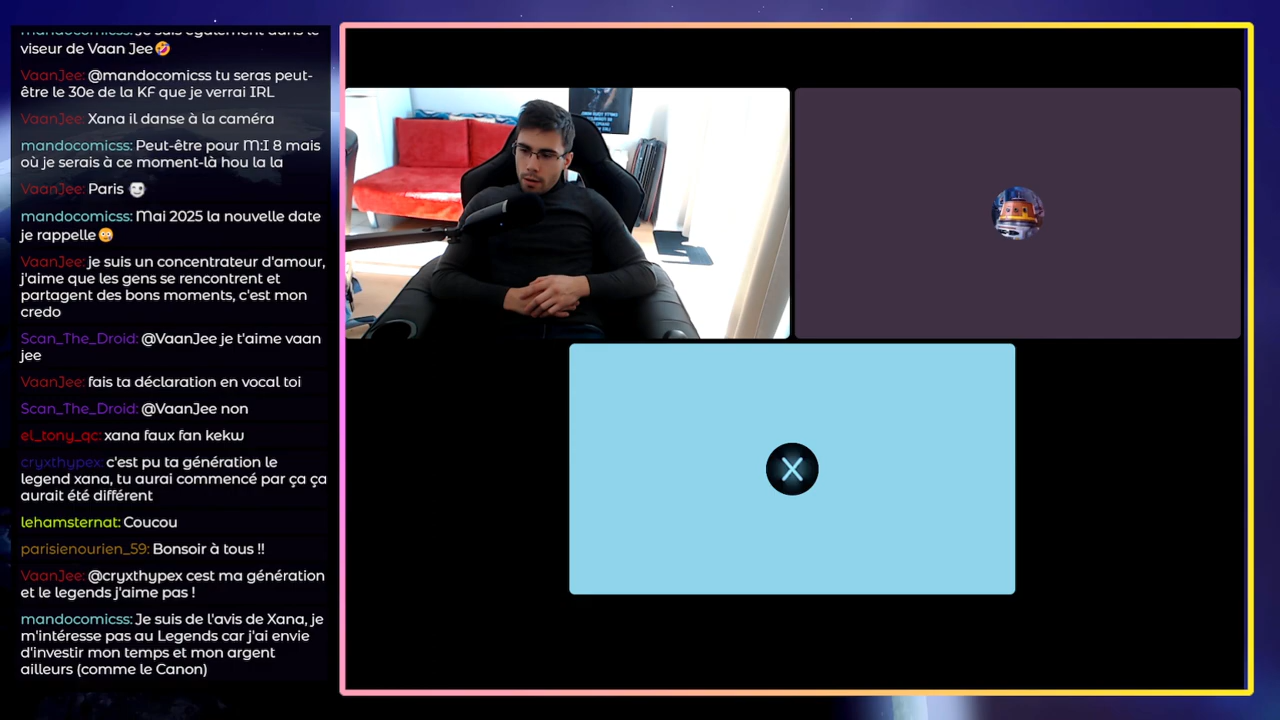 mandocomicss: Je suis également dans le
viseur de Vaan Jee🤣
VaanJee: @mandocomicss tu seras peut-
être le 30e de la KF que je verrai IRL
VaanJee: Xana il danse à la caméra
mandocomicss: Peut-être pour M:I 8 mais
où je serais à ce moment-là hou la la
VaanJee: Paris
mandocomicss: Mai 2025 la nouvelle date
je rappelle😳
VaanJee: je suis un concentrateur d'amour,
j'aime que les gens se rencontrent et
partagent des bons moments, c'est mon
credo
Scan_The_Droid: @VaanJee je t'aime vaan
jee
VaanJee: fais ta déclaration en vocal toi
Scan_The_Droid: @VaanJee non
el_tony_qc: xana faux fan kekw
cryxthypex: c'est pu ta génération le
legend xana, tu aurai commencé par ça ça
aurait été différent
lehamsternat: Coucou
parisienourien_59: Bonsoir à tous !!
VaanJee: @cryxthypex cest ma génération
et le legends j'aime pas !
mandocomicss: Je suis de l'avis de Xana, je
m'intéresse pas au Legends car j'ai envie
d'investir mon temps et mon argent
ailleurs (comme le Canon)